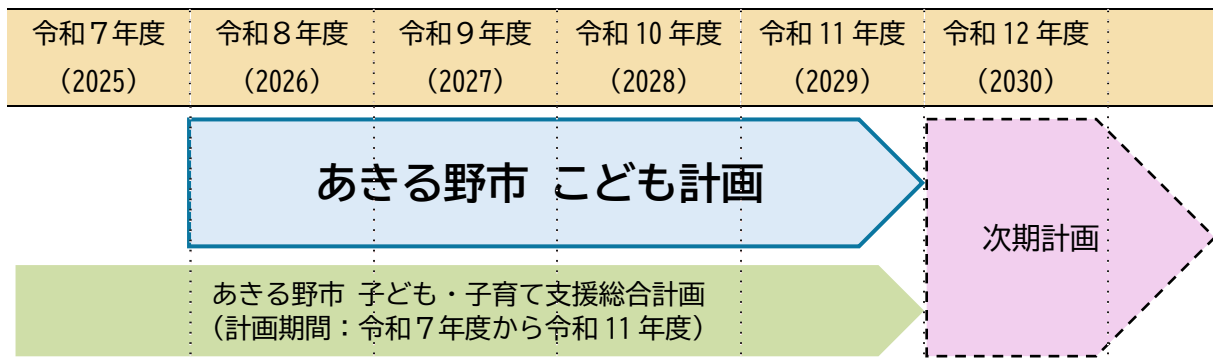 令和７年度 令和８年度 令和９年度 令和 10 年度 令和 11 年度 令和 12 年度
（2025） （2026） （2027） （2028） （2029） （2030）
あきる野市 こども計画
次期計画
あきる野市 子ども・子育て支援総合計画
（計画期間：令和７年度から令和 11 年度）